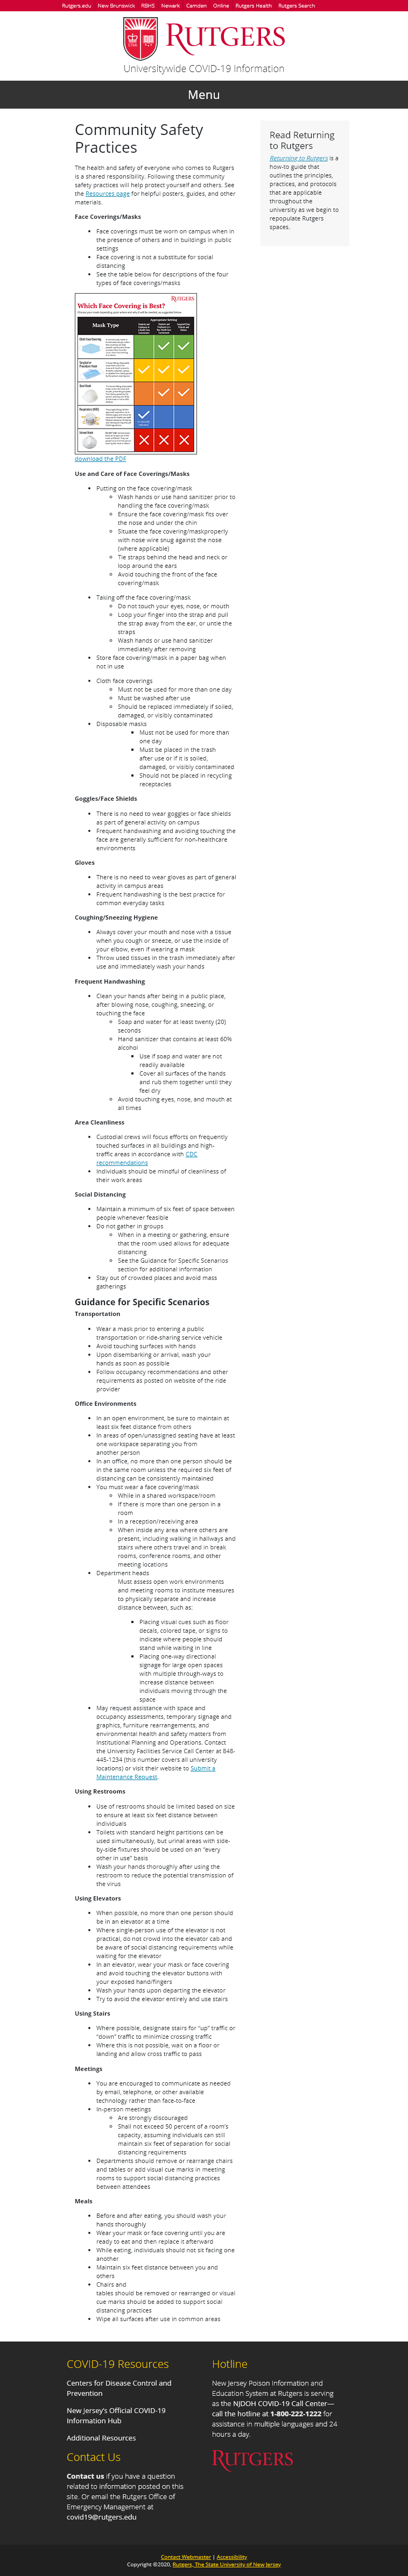 Rutgers.edu New Brunswick RBHS Newark Camden Online Rutgers Health Rutgers Search
RUTGERS
Universitywide COVID-19 Information
Menu
Community Safety
Practices
The health and safety of everyone who comes to Rutgers
is a shared responsibility. Following these community
safety practices will help protect yourself and others. See
the Resources page for helpful posters, guides, and other
materials.
Face Coverings/Masks
• Face coverings must be worn on campus when in
the presence of others and in buildings in public
settings
• Face covering is not a substitute for social
distancing
• See the table below for descriptions of the four
types of face coverings/masks
RUTGERS
Which Face Covering is Best?
Mask Type
download the PDF
Use and Care of Face Coverings/Masks
• Putting on the face covering/mask
◦ Wash hands or use hand sanitizer prior to
handling the face covering/mask
◦ Ensure the face covering/mask fits over
the nose and under the chin
◦ Situate the face covering/maskproperly
with nose wire snug against the nose
(where applicable)
◦ Tie straps behind the head and neck or
loop around the ears
◦ Avoid touching the front of the face
covering/mask
• Taking off the face covering/mask
◦ Do not touch your eyes, nose, or mouth
◦ Loop your finger into the strap and pull
the strap away from the ear, or untie the
straps
◦ Wash hands or use hand sanitizer
immediately after removing
• Store face covering/mask in a paper bag when
not in use
• Cloth face coverings
◦ Must not be used for more than one day
◦ Must be washed after use
◦ Should be replaced immediately if soiled,
damaged, or visibly contaminated
• Disposable masks
▪ Must not be used for more than
one day
▪ Must be placed in the trash
after use or if it is soiled,
damaged, or visibly contaminated
▪ Should not be placed in recycling
receptacles
Goggles/Face Shields
• There is no need to wear goggles or face shields
as part of general activity on campus
• Frequent handwashing and avoiding touching the
face are generally sufficient for non-healthcare
environments
Gloves
• There is no need to wear gloves as part of general
activity in campus areas
• Frequent handwashing is the best practice for
common everyday tasks
Coughing/Sneezing Hygiene
• Always cover your mouth and nose with a tissue
when you cough or sneeze, or use the inside of
your elbow, even if wearing a mask
• Throw used tissues in the trash immediately after
use and immediately wash your hands
Frequent Handwashing
• Clean your hands after being in a public place,
after blowing nose, coughing, sneezing, or
touching the face
◦ Soap and water for at least twenty (20)
seconds
◦ Hand sanitizer that contains at least 60%
alcohol
▪ Use if soap and water are not
readily available
▪ Cover all surfaces of the hands
and rub them together until they
feel dry
◦ Avoid touching eyes, nose, and mouth at
all times
Area Cleanliness
• Custodial crews will focus efforts on frequently
touched surfaces in all buildings and high-
traffic areas in accordance with CDC
recommendations
• Individuals should be mindful of cleanliness of
their work areas
Social Distancing
• Maintain a minimum of six feet of space between
people whenever feasible
• Do not gather in groups
◦ When in a meeting or gathering, ensure
that the room used allows for adequate
distancing
◦ See the Guidance for Specific Scenarios
section for additional information
• Stay out of crowded places and avoid mass
gatherings
Guidance for Specific Scenarios
Transportation
• Wear a mask prior to entering a public
transportation or ride-sharing service vehicle
• Avoid touching surfaces with hands
• Upon disembarking or arrival, wash your
hands as soon as possible
• Follow occupancy recommendations and other
requirements as posted on website of the ride
provider
Office Environments
• In an open environment, be sure to maintain at
least six feet distance from others
• In areas of open/unassigned seating have at least
one workspace separating you from
another person
• In an office, no more than one person should be
in the same room unless the required six feet of
distancing can be consistently maintained
• You must wear a face covering/mask
◦ While in a shared workspace/room
◦ If there is more than one person in a
room
◦ In a reception/receiving area
◦ When inside any area where others are
present, including walking in hallways and
stairs where others travel and in break
rooms, conference rooms, and other
meeting locations
• Department heads
Must assess open work environments
and meeting rooms to institute measures
to physically separate and increase
distance between, such as:
▪ Placing visual cues such as floor
decals, colored tape, or signs to
indicate where people should
stand while waiting in line
▪ Placing one-way directional
signage for large open spaces
with multiple through-ways to
increase distance between
individuals moving through the
space
• May request assistance with space and
occupancy assessments, temporary signage and
graphics, furniture rearrangements, and
environmental health and safety matters from
Institutional Planning and Operations. Contact
the University Facilities Service Call Center at 848-
445-1234 (this number covers all university
locations) or visit their website to Submit a
Maintenance Request.
Using Restrooms
• Use of restrooms should be limited based on size
to ensure at least six feet distance between
individuals
• Toilets with standard height partitions can be
used simultaneously, but urinal areas with side-
by-side fixtures should be used on an "every
other in use" basis
• Wash your hands thoroughly after using the
restroom to reduce the potential transmission of
the virus
Using Elevators
• When possible, no more than one person should
be in an elevator at a time
• Where single-person use of the elevator is not
practical, do not crowd into the elevator cab and
be aware of social distancing requirements while
waiting for the elevator
• In an elevator, wear your mask or face covering
and avoid touching the elevator buttons with
your exposed hand/fingers
• Wash your hands upon departing the elevator
• Try to avoid the elevator entirely and use stairs
Using Stairs
• Where possible, designate stairs for "up" traffic or
"down" traffic to minimize crossing traffic
• Where this is not possible, wait on a floor or
landing and allow cross traffic to pass
Meetings
• You are encouraged to communicate as needed
by email, telephone, or other available
technology rather than face-to-face
• In-person meetings
◦ Are strongly discouraged
◦ Shall not exceed 50 percent of a room's
capacity, assuming individuals can still
maintain six feet of separation for social
distancing requirements
• Departments should remove or rearrange chairs
and tables or add visual cue marks in meeting
rooms to support social distancing practices
between attendees
Meals
• Before and after eating, you should wash your
hands thoroughly
• Wear your mask or face covering until you are
ready to eat and then replace it afterward
• While eating, individuals should not sit facing one
another
• Maintain six feet distance between you and
others
• Chairs and
tables should be removed or rearranged or visual
cue marks should be added to support social
distancing practices
• Wipe all surfaces after use in common areas
Read Returning
to Rutgers
Returning to Rutgers is a
how-to guide that
outlines the principles,
practices, and protocols
that are applicable
throughout the
university as we begin to
repopulate Rutgers
spaces.
COVID-19 Resources
Centers for Disease Control and
Prevention
New Jersey's Official COVID-19
Information Hub
Additional Resources
Contact Us
Contact us if you have a question
related to information posted on this
site. Or email the Rutgers Office of
Emergency Management at
covid19@rutgers.edu
Hotline
New Jersey Poison Information and
Education System at Rutgers is serving
as the NJDOH COVID-19 Call Center—
call the hotline at 1-800-222-1222 for
assistance in multiple languages and 24
hours a day.
RUTGERS
Contact Webmaster | Accessibility
Copyright ©2020, Rutgers, The State University of New Jersey